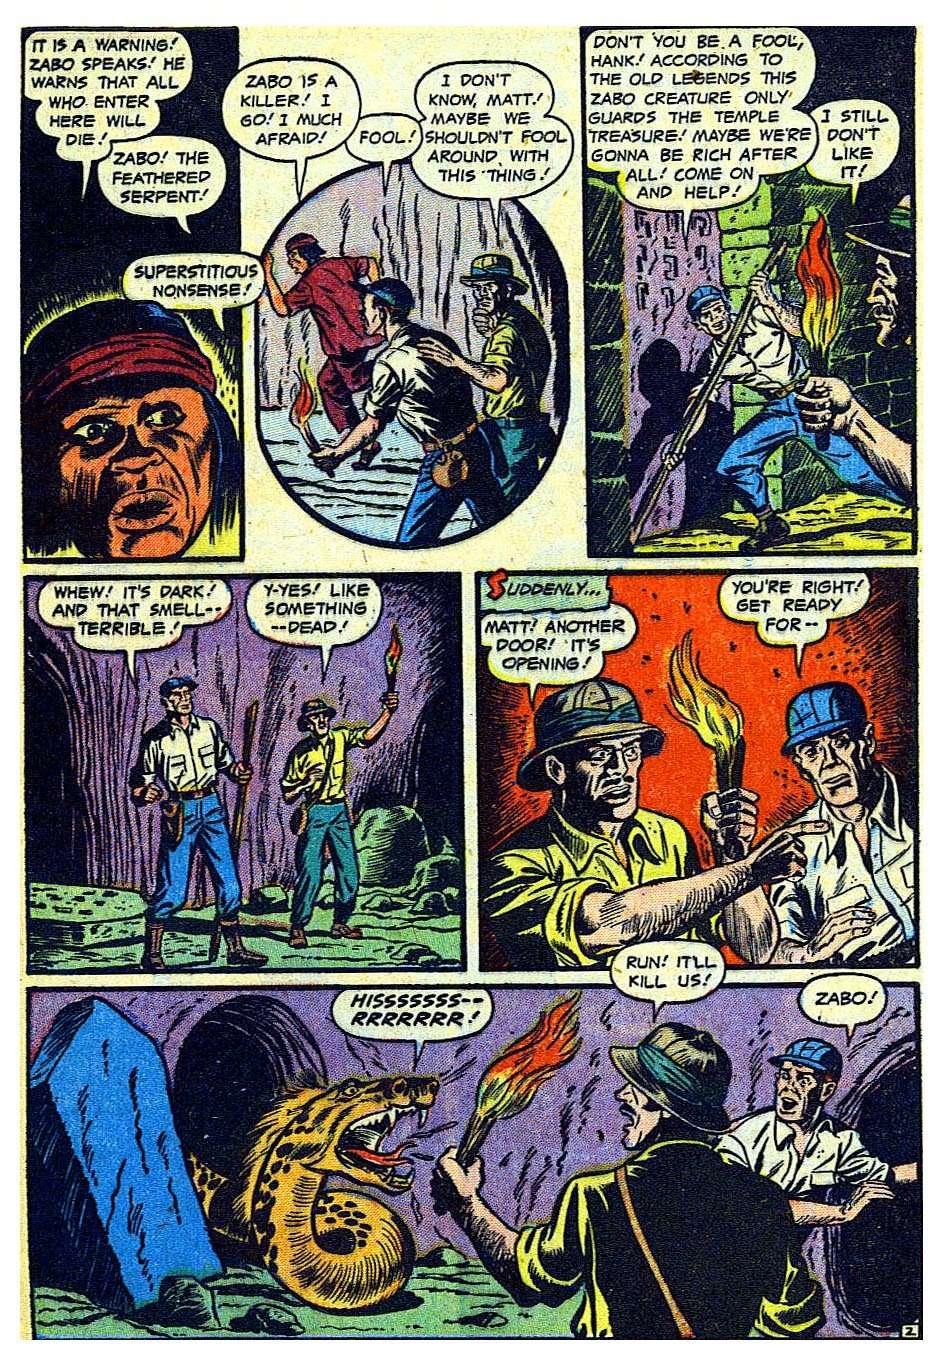 IT IS A WARNING!
ZABO SPEAKS! HE
WARNS THAT ALL
WHO ENTER
HERE WILL
DIE!
ZABO! THE
FEATHERED
SERPENT!
SUPERSTITIOUS
NONSENSE!
ZABO IS A
KILLER! I
GO! I MUCH
AFRAID!
FOOL!
I DON'T
KNOW, MATT!
MAYBE WE
SHOULDN'T FOOL
AROUND WITH
THIS THING!
DON'T YOU BE A FOOL,
HANK! ACCORDING TO
THE OLD LEGENDS THIS
ZABO CREATURE ONLY
GUARDS THE TEMPLE
TREASURE! MAYBE WE'RE
GONNA BE RICH AFTER
ALL! COME ON
AND HELP!
I STILL
DON'T
LIKE
IT!
WHEW! IT'S DARK!
AND THAT SMELL--
TERRIBLE!
Y-YES! LIKE
SOMETHING
--DEAD!
SUDDENLY...
MATT! ANOTHER
DOOR! IT'S
OPENING!
YOU'RE RIGHT!
GET READY
FOR--
HISSSSSSS--
RRRRRRR!
RUN! IT'LL
KILL US!
ZABO!
2